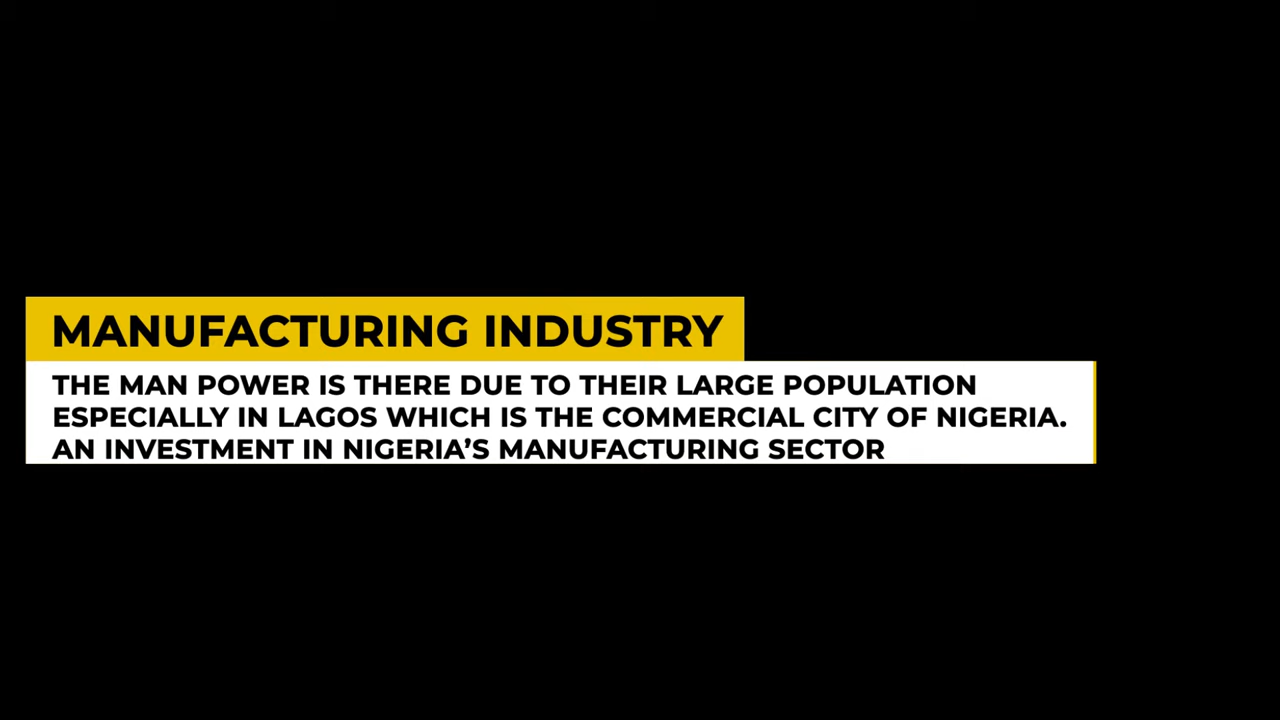 MANUFACTURING INDUSTRY
THE MAN POWER IS THERE DUE TO THEIR LARGE POPULATION
ESPECIALLY IN LAGOS WHICH IS THE COMMERCIAL CITY OF NIGERIA.
AN INVESTMENT IN NIGERIA’S MANUFACTURING SECTOR